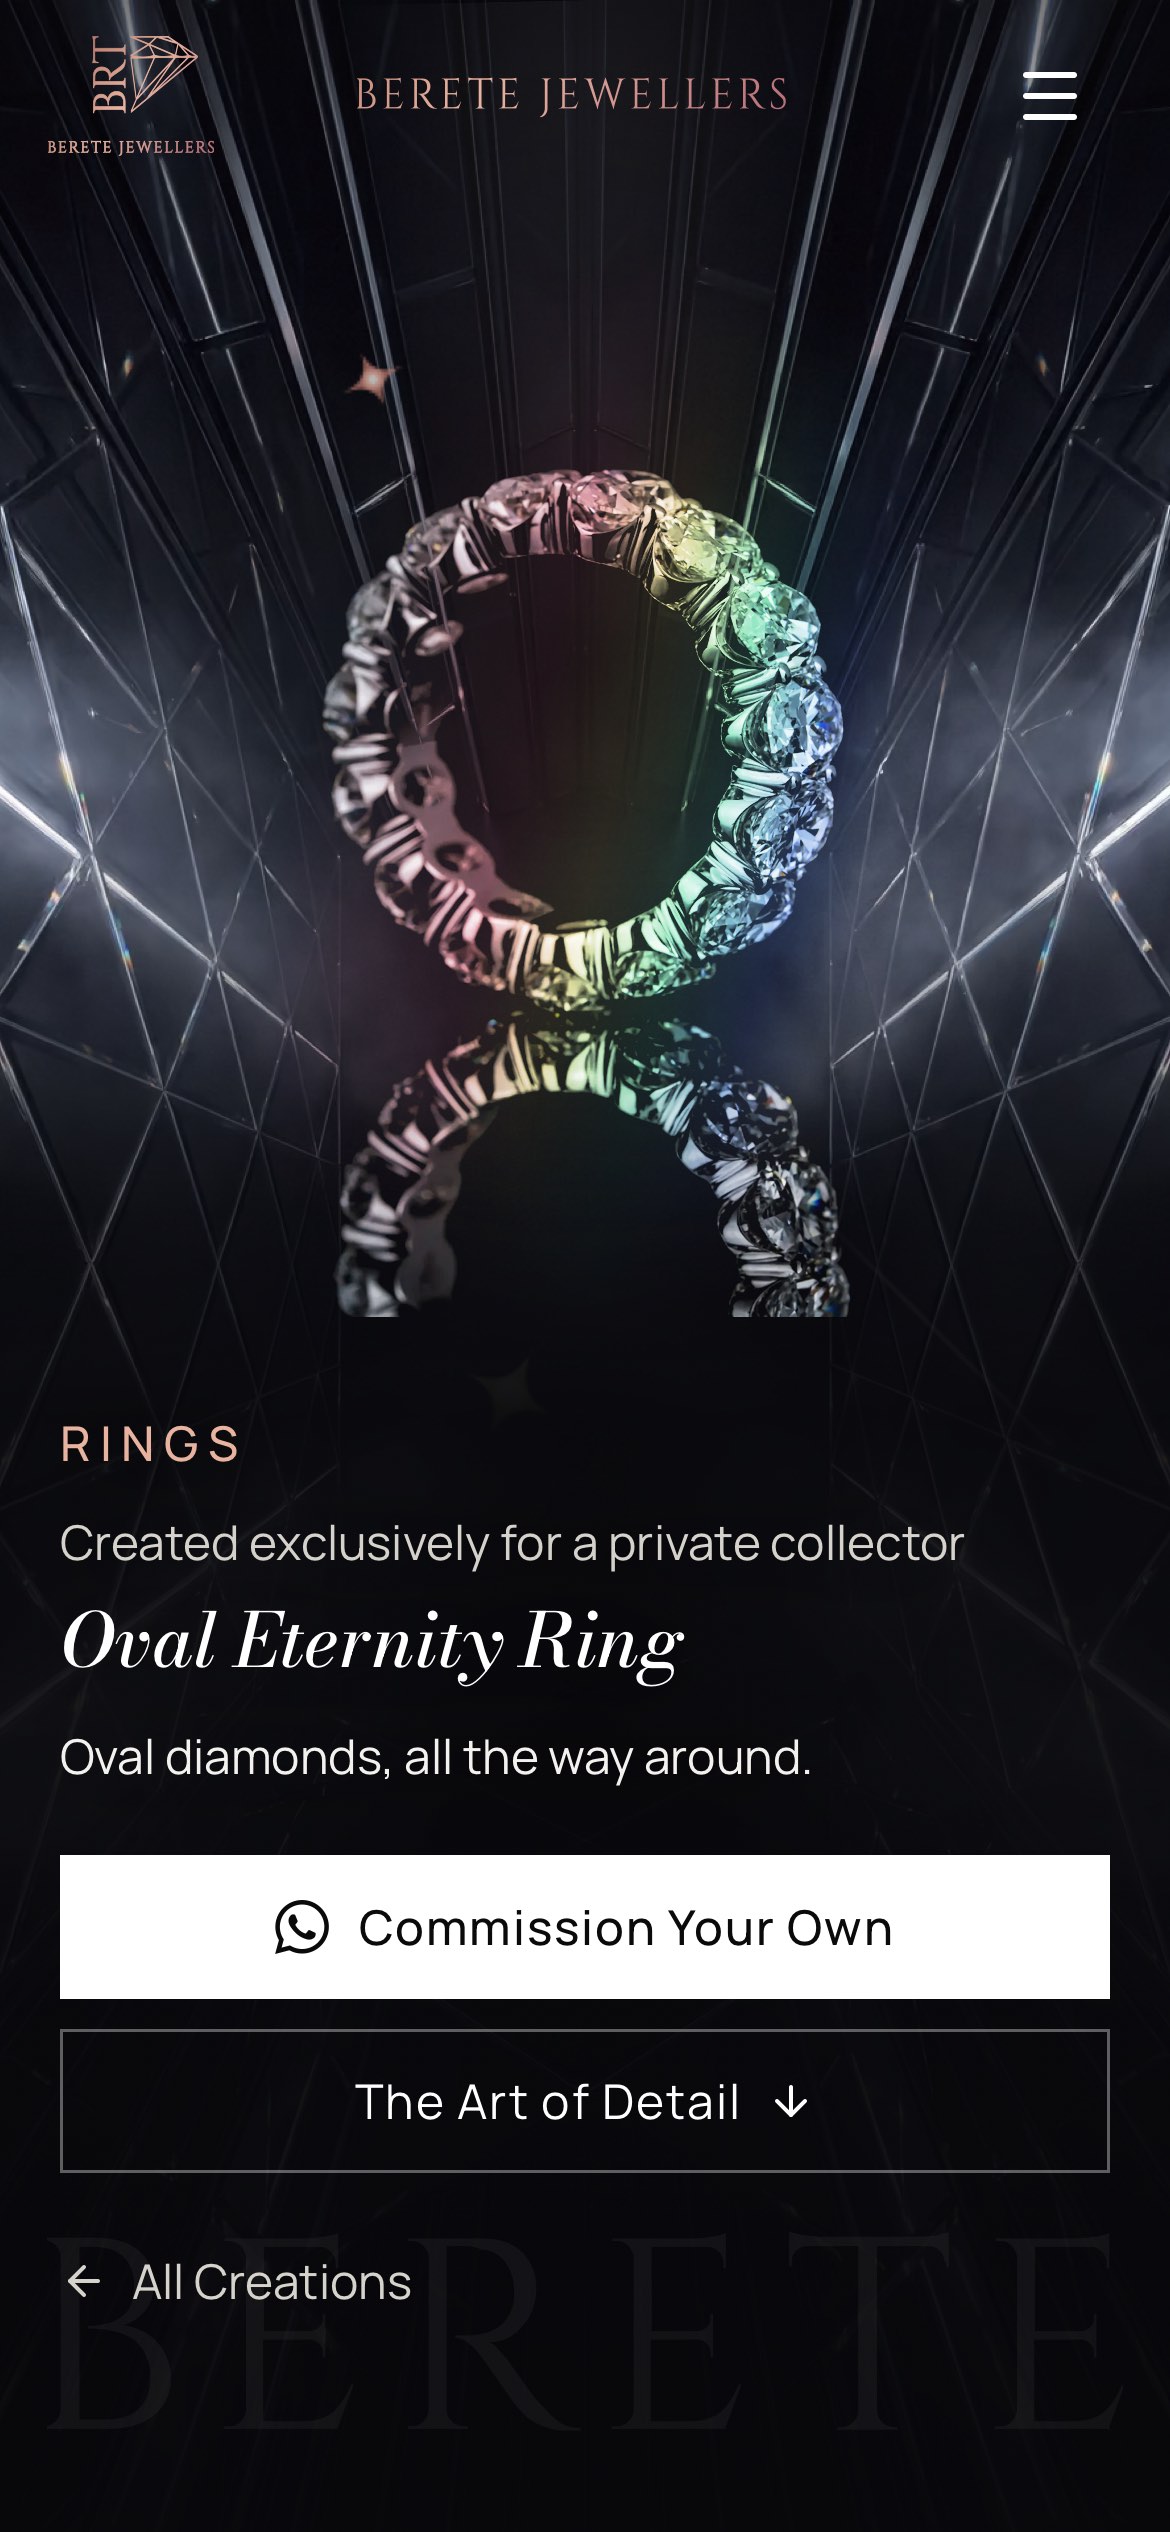 BRT
BERETE JEWELLERS
BERETE JEWELLERS
RINGS
Created exclusively for a private collector
Oval Eternity Ring
Oval diamonds, all the way around.
Commission Your Own
The Art of Detail
All Creations
BERETE